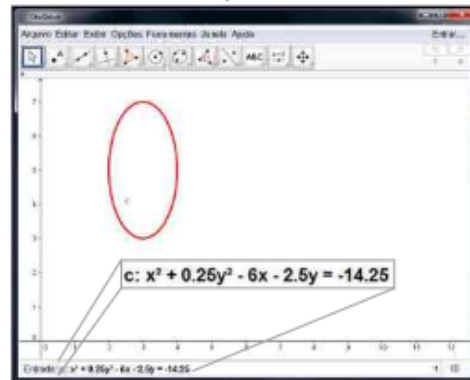 GeoGebra
Arquivo Editar Exibir Opções Ferramentas Janela Ajuda Entrar...
ABC
7
6
5
4
3
2
1
0
c
c: x² + 0.25y² - 6x - 2.5y = -14.25
0 1 2 3 4 5 6 7 8 9 10 11 12
Entrada: c: x² + 0.25y² - 6x - 2.5y = -14.25